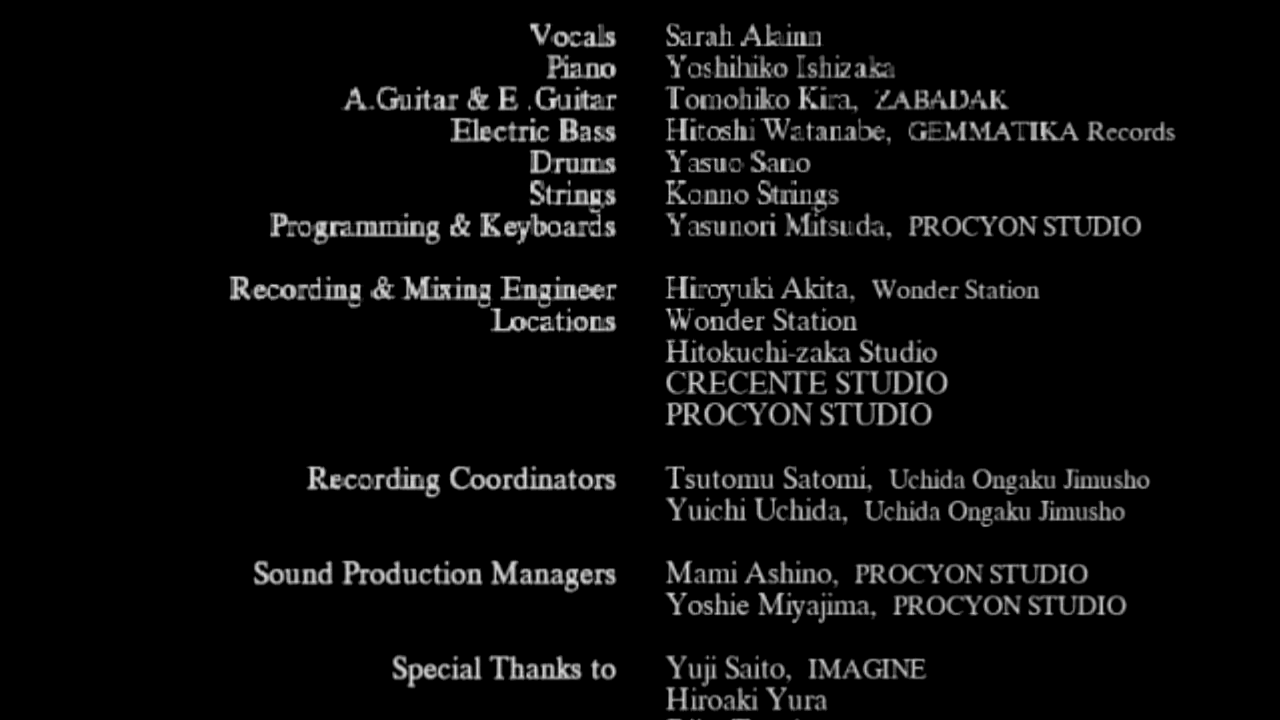 Vocals Sarah Alainn
Piano Yoshihiko Ishizaka
A.Guitar & E .Guitar Tomohiko Kira, ZABADAK
Electric Bass Hitoshi Watanabe, GEMMATIKA Records
Drums Yasuo Sano
Strings Konno Strings
Programming & Keyboards Yasunori Mitsuda, PROCYON STUDIO
Recording & Mixing Engineer Hiroyuki Akita, Wonder Station
Locations Wonder Station
Hitokuchi-zaka Studio
CRECENTE STUDIO
PROCYON STUDIO
Recording Coordinators Tsutomu Satomi, Uchida Ongaku Jimusho
Yuichi Uchida, Uchida Ongaku Jimusho
Sound Production Managers Mami Ashino, PROCYON STUDIO
Yoshie Miyajima, PROCYON STUDIO
Special Thanks to Yuji Saito, IMAGINE
Hiroaki Yura